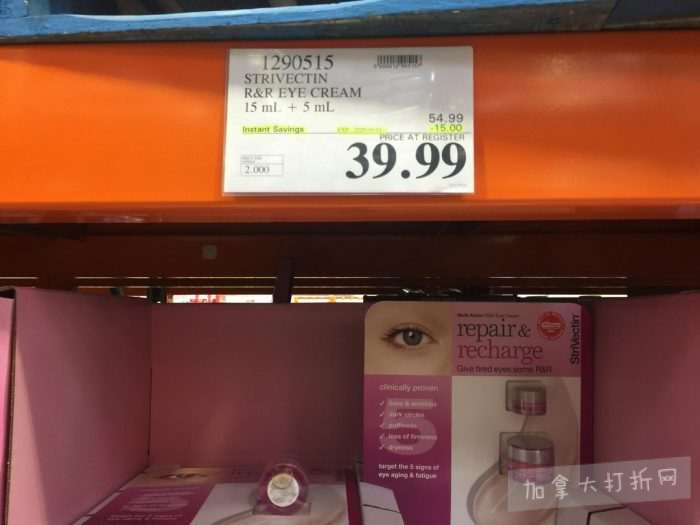 1290515
STRIVECTIN
R&R EYE CREAM
15 mL + 5 mL
54.99
Instant Savings
-15.00
PRICE AT REGISTER
39.99
2.000
repair &
recharge
Give tired eyes some R&R
StriVectin
clinically proven
5
✓ lines & wrinkles
✓ dark circles
✓ puffiness
✓ loss of firmness
✓ dryness
target the 5 signs of
eye aging & fatigue
加拿大打折网